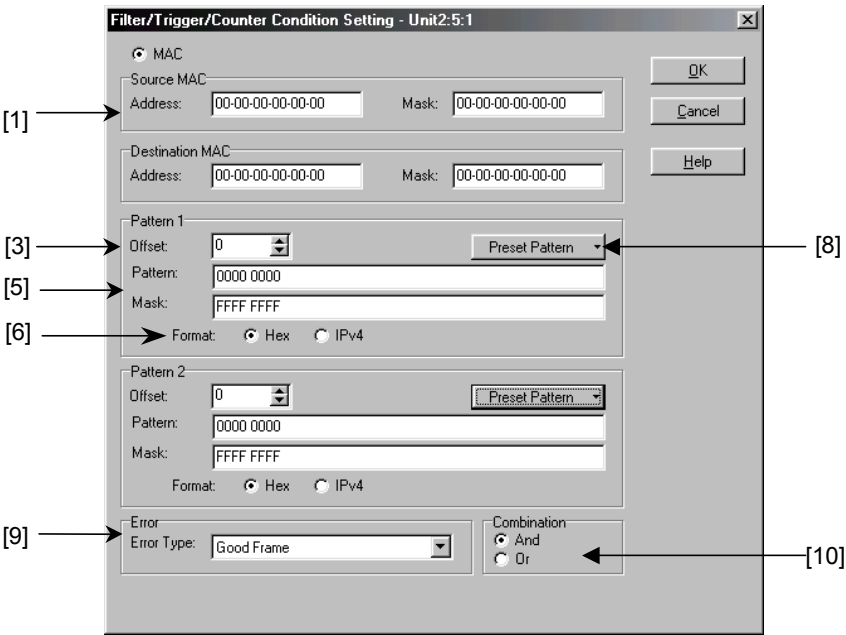 Filter/Trigger/Counter Condition Setting - Unit2:5:1
MAC
OK
Source MAC
[1]
Address: 00-00-00-00-00-00 Mask: 00-00-00-00-00-00
Cancel
Destination MAC
Help
Address: 00-00-00-00-00-00 Mask: 00-00-00-00-00-00
Pattern 1
[3] Offset: 0 Preset Pattern [8]
Pattern: 0000 0000
[5]
Mask: FFFF FFFF
[6] Format: Hex IPv4
Pattern 2
Offset: 0 Preset Pattern
Pattern: 0000 0000
Mask: FFFF FFFF
Format: Hex IPv4
Error Combination
[9] Error Type: Good Frame And
Or [10]